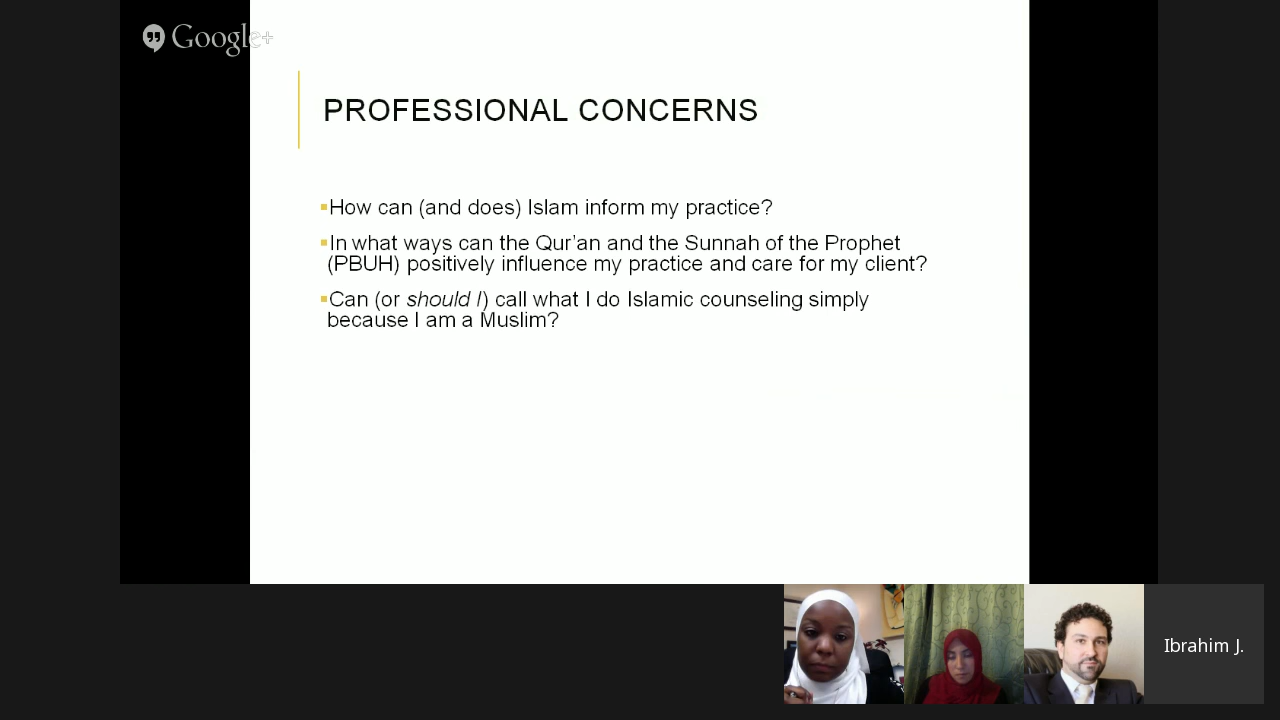 Google+
PROFESSIONAL CONCERNS
How can (and does) Islam inform my practice?
In what ways can the Qur'an and the Sunnah of the Prophet
(PBUH) positively influence my practice and care for my client?
Can (or should I) call what I do Islamic counseling simply
because I am a Muslim?
Ibrahim J.